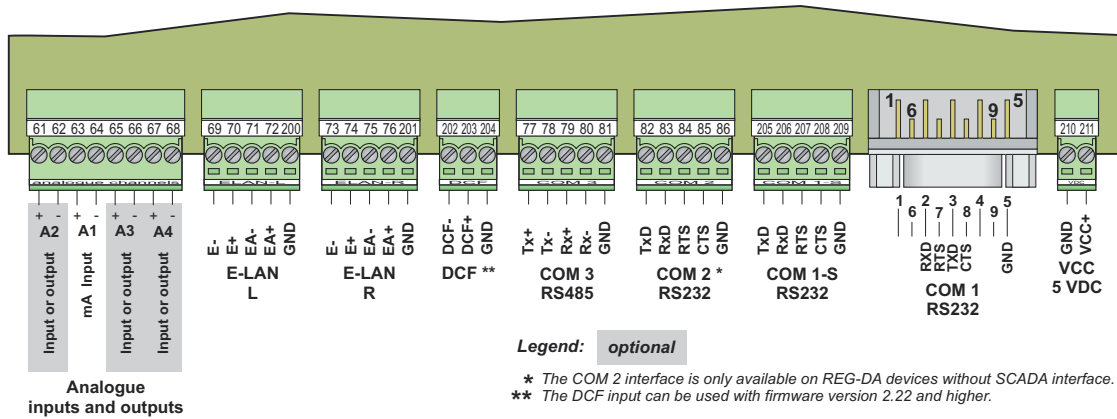 61 62 63 64 65 66 67 68
69 70 71 72 200
73 74 75 76 201
202 203 204
77 78 79 80 81
82 83 84 85 86
205 206 207 208 209
1 6 9 5
210 211
analogue channels
ELAN-L
ELAN-R
DCF
COM 3
COM 2
COM 1-S
VDC
+ - + - + - + -
A2 A1 A3 A4
Input or output
mA Input
Input or output
Input or output
Analogue
inputs and outputs
E- E+ EA- EA+ GND
E-LAN
L
E- E+ EA- EA+ GND
E-LAN
R
DCF- DCF+ GND
DCF **
Tx+ Tx- Rx+ Rx- GND
COM 3
RS485
TxD RxD RTS CTS GND
COM 2 *
RS232
TxD RxD RTS CTS GND
COM 1-S
RS232
1 6 2 7 3 8 4 9 5
RXD RTS TXD CTS GND
COM 1
RS232
GND VCC+
VCC
5 VDC
Legend: optional
* The COM 2 interface is only available on REG-DA devices without SCADA interface.
** The DCF input can be used with firmware version 2.22 and higher.